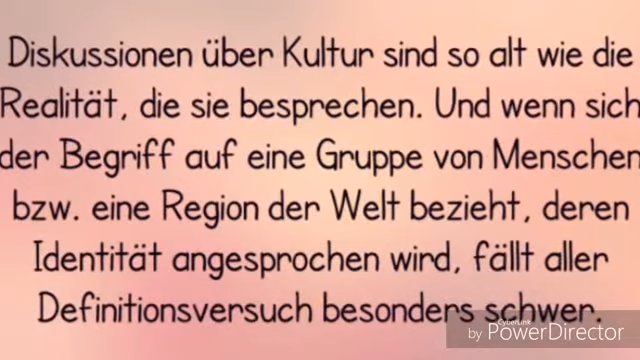 Diskussionen über Kultur sind so alt wie die
Realität, die sie besprechen. Und wenn sich
der Begriff auf eine Gruppe von Menschen
bzw. eine Region der Welt bezieht, deren
Identität angesprochen wird, fällt aller
Definitionsversuch besonders schwer.
CyberLink
by PowerDirector